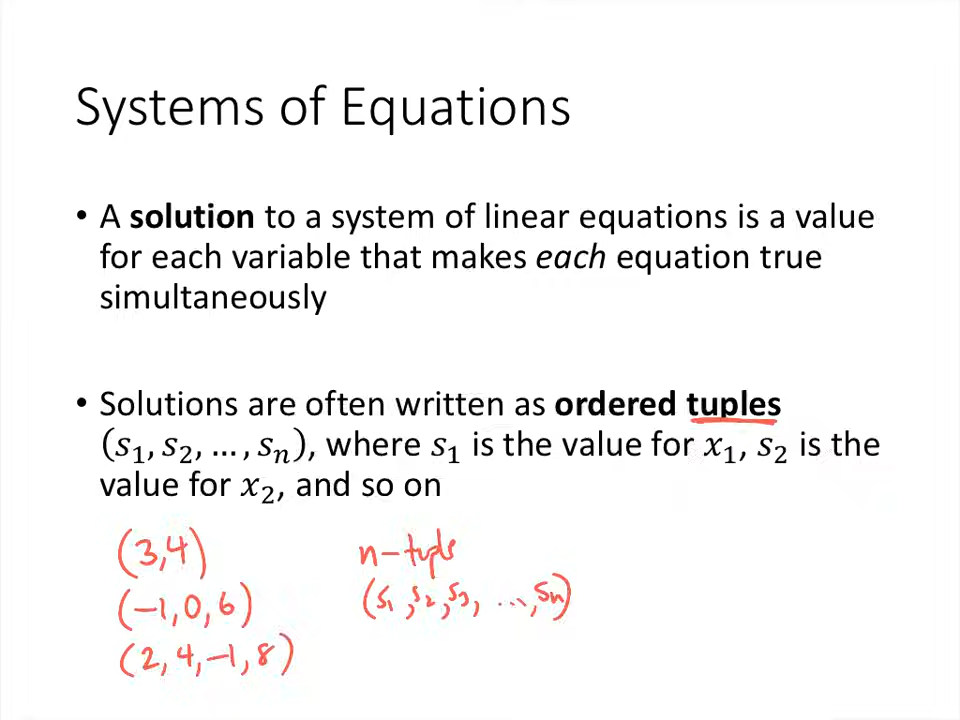 Systems of Equations
• A solution to a system of linear equations is a value
for each variable that makes each equation true
simultaneously
• Solutions are often written as ordered tuples
(s₁, s₂, …, sₙ), where s₁ is the value for x₁, s₂ is the
value for x₂, and so on
(3,4)
n-tuple
(-1,0,6)
(s₁,s₂,s₃, ...,sₙ)
(2,4,-1,8)